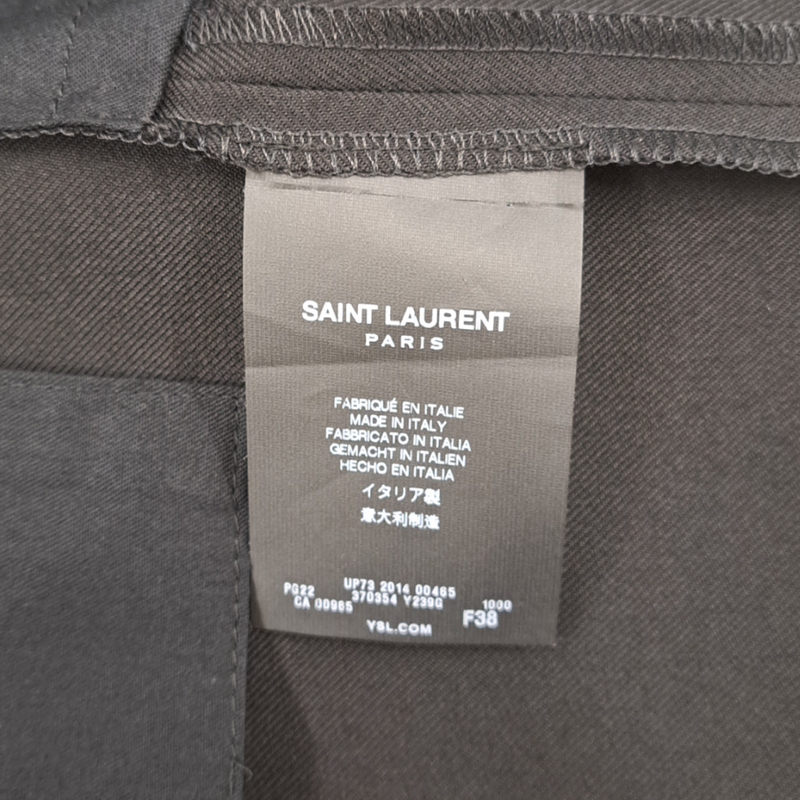 SAINT LAURENT
PARIS
FABRIQUÉ EN ITALIE
MADE IN ITALY
FABBRICATO IN ITALIA
GEMACHT IN ITALIEN
HECHO EN ITALIA
イタリア製
意大利制造
PG22 UP73 2014 00465
CA 00985 370354 Y239G 1000
YSL.COM F38